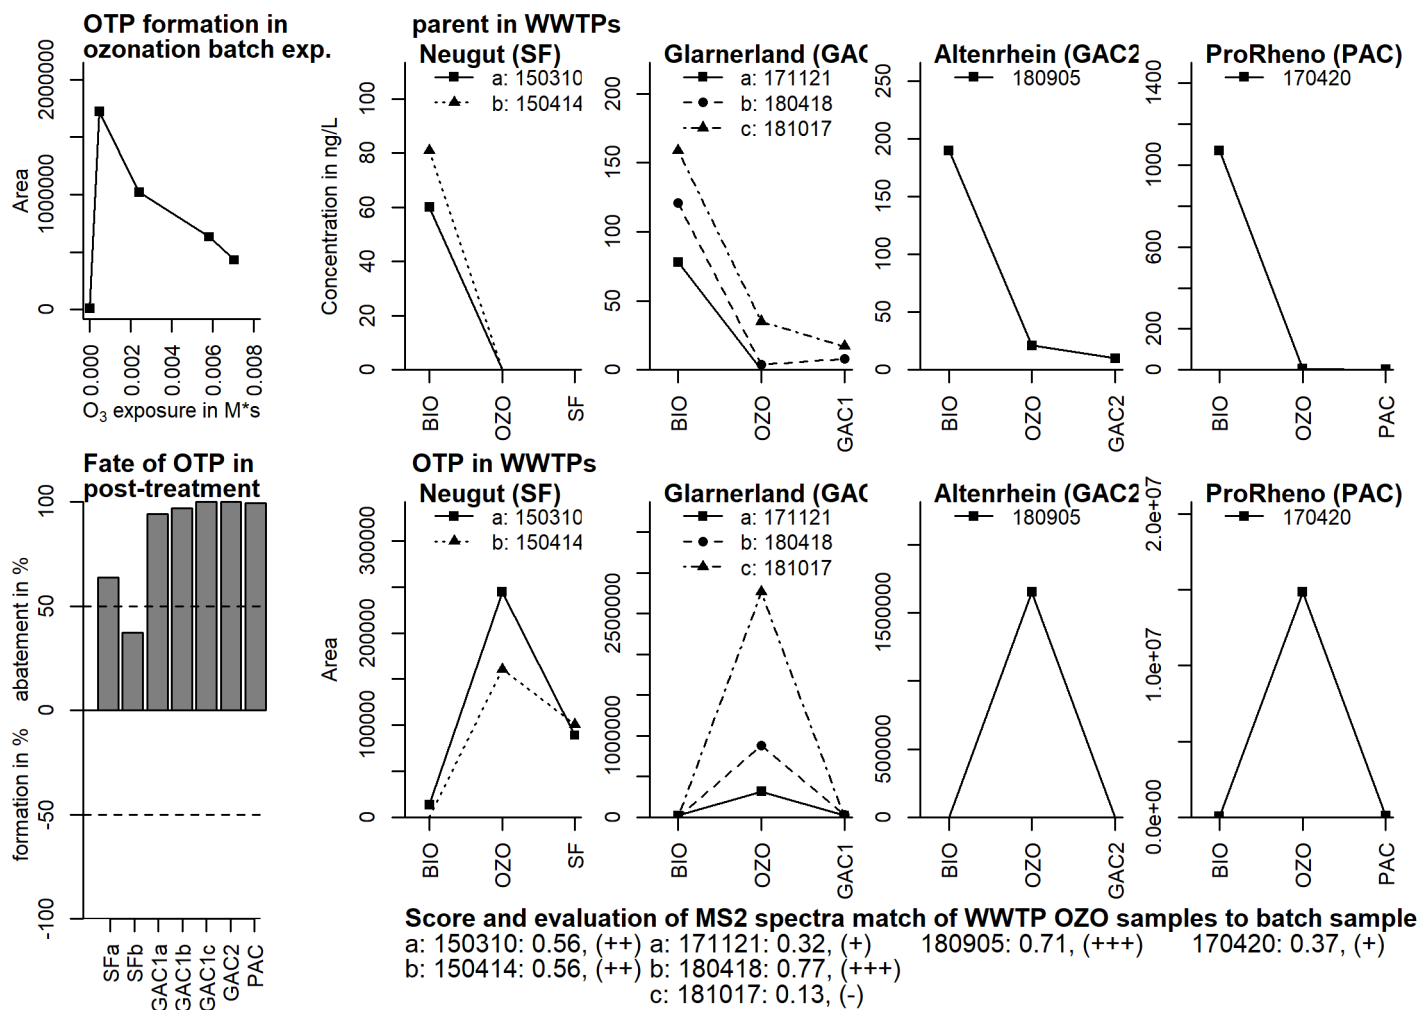 OTP formation in
ozonation batch exp.
Area
0
1000000
2000000
0.000
0.002
0.004
0.006
0.008
O3 exposure in M*s
parent in WWTPs
Neugut (SF)
a: 150310
b: 150414
Concentration in ng/L
0
20
40
60
80
100
BIO
OZO
SF
Glarnerland (GAC
a: 171121
b: 180418
c: 181017
0
50
100
150
200
BIO
OZO
GAC1
Altenrhein (GAC2
180905
0
50
100
150
200
250
BIO
OZO
GAC2
ProRheno (PAC)
170420
0
200
600
1000
1400
BIO
OZO
PAC
Fate of OTP in
post-treatment
abatement in %
formation in %
100
50
0
-50
-100
SFa
SFb
GAC1a
GAC1b
GAC1c
GAC2
PAC
OTP in WWTPs
Neugut (SF)
a: 150310
b: 150414
Area
0
100000
200000
300000
BIO
OZO
SF
Glarnerland (GAC
a: 171121
b: 180418
c: 181017
0
500000
1000000
1500000
BIO
OZO
GAC1
Altenrhein (GAC2
180905
0
500000
1500000
BIO
OZO
GAC2
ProRheno (PAC)
170420
0.0e+00
1.0e+07
2.0e+07
BIO
OZO
PAC
Score and evaluation of MS2 spectra match of WWTP OZO samples to batch sample
a: 150310: 0.56, (++) a: 171121: 0.32, (+) 180905: 0.71, (+++) 170420: 0.37, (+)
b: 150414: 0.56, (++) b: 180418: 0.77, (+++)
c: 181017: 0.13, (-)